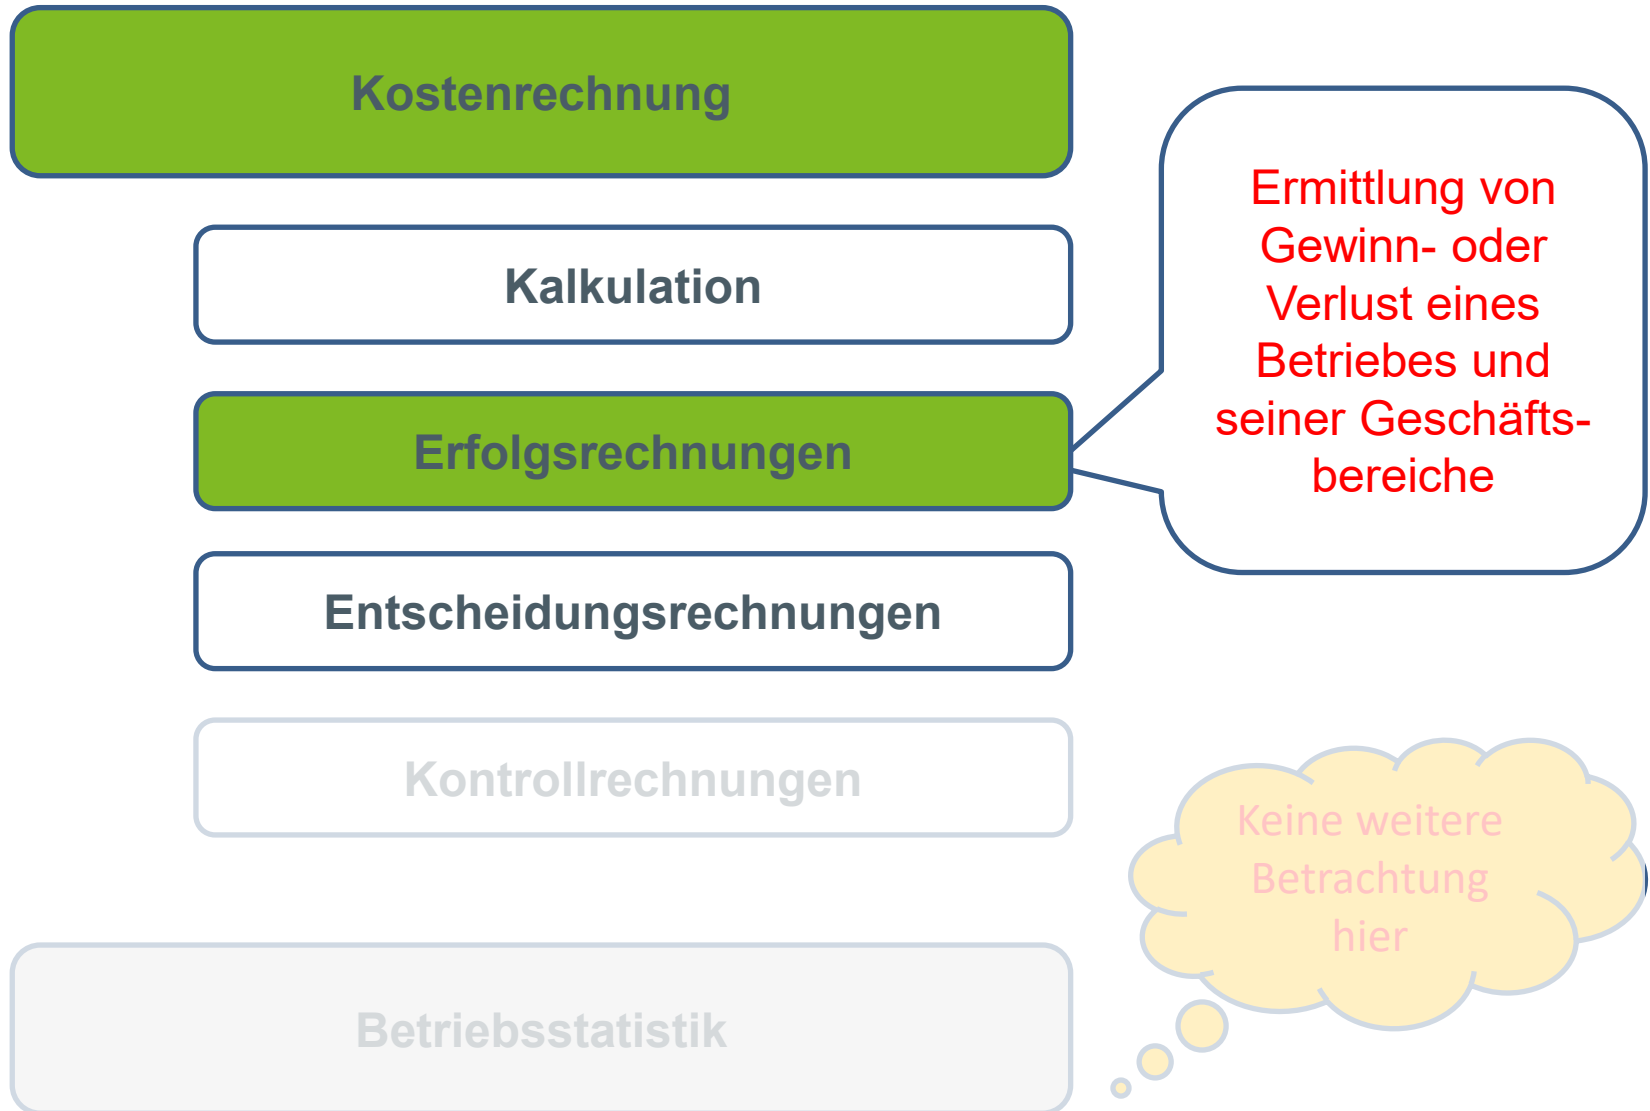 Kostenrechnung
Kalkulation
Erfolgsrechnungen
Ermittlung von
Gewinn- oder
Verlust eines
Betriebes und
seiner Geschäfts-
bereiche
Entscheidungsrechnungen
Kontrollrechnungen
Keine weitere
Betrachtung
hier
Betriebsstatistik